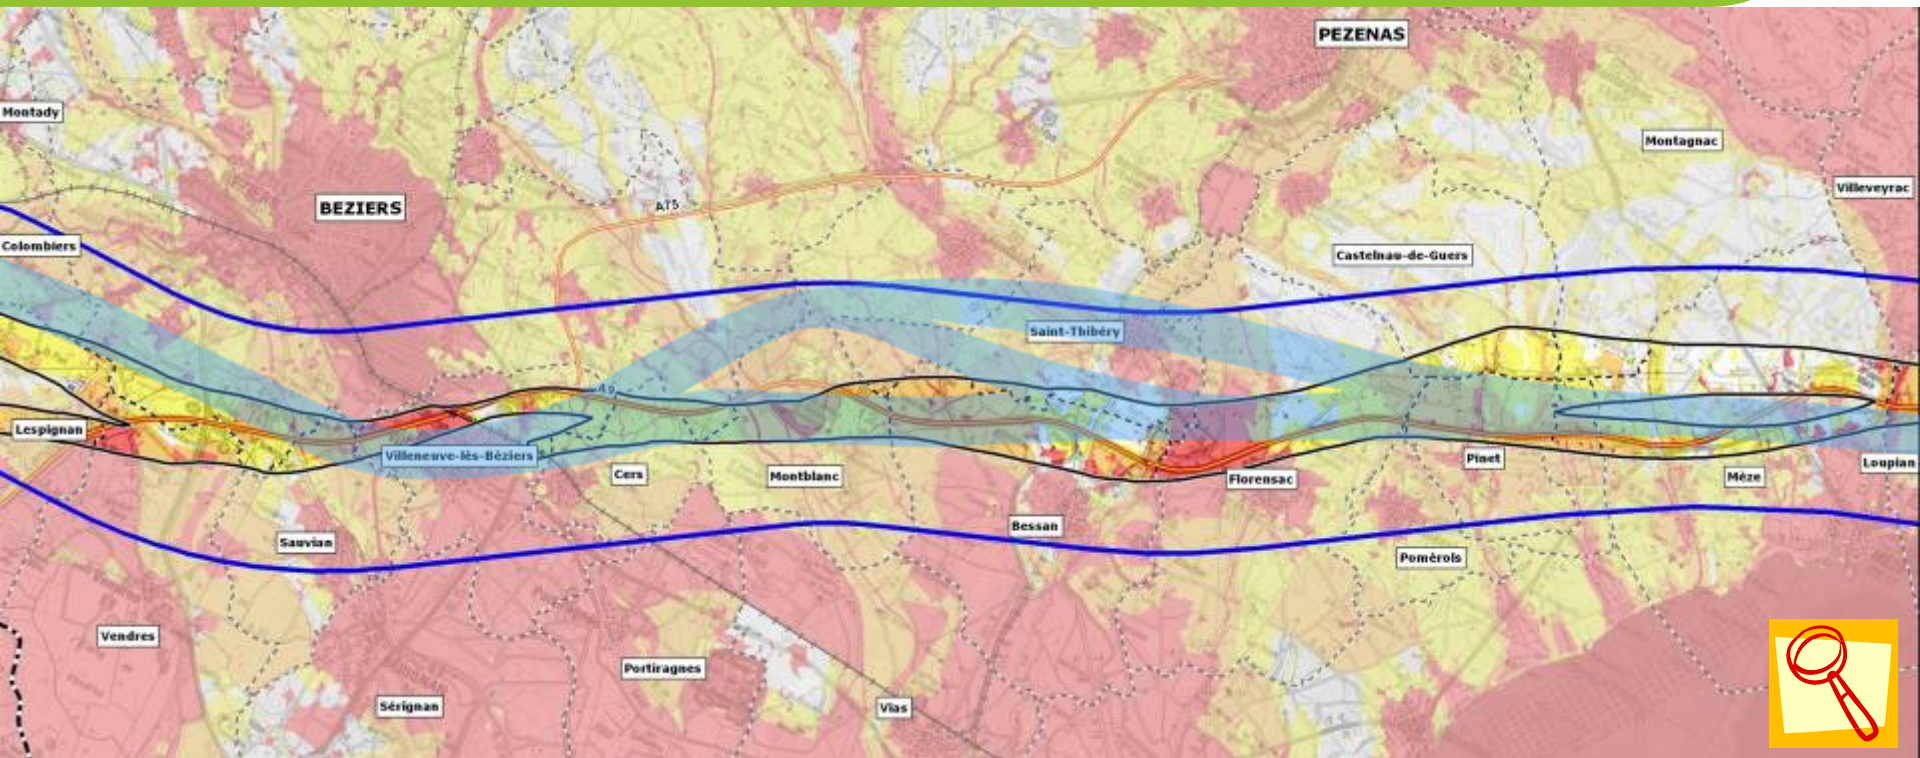 PEZENAS
Montady
Montagnac
Villeveyrac
BEZIERS
A75
Colombiers
Castelnau-de-Guers
Saint-Thibéry
A9
Lespignan
Villeneuve-lès-Béziers
Cers
Montblanc
Florensac
Pinet
Mèze
Loupian
Sauvian
Bessan
Pomérols
Vendres
Portiragnes
Sérignan
Vias